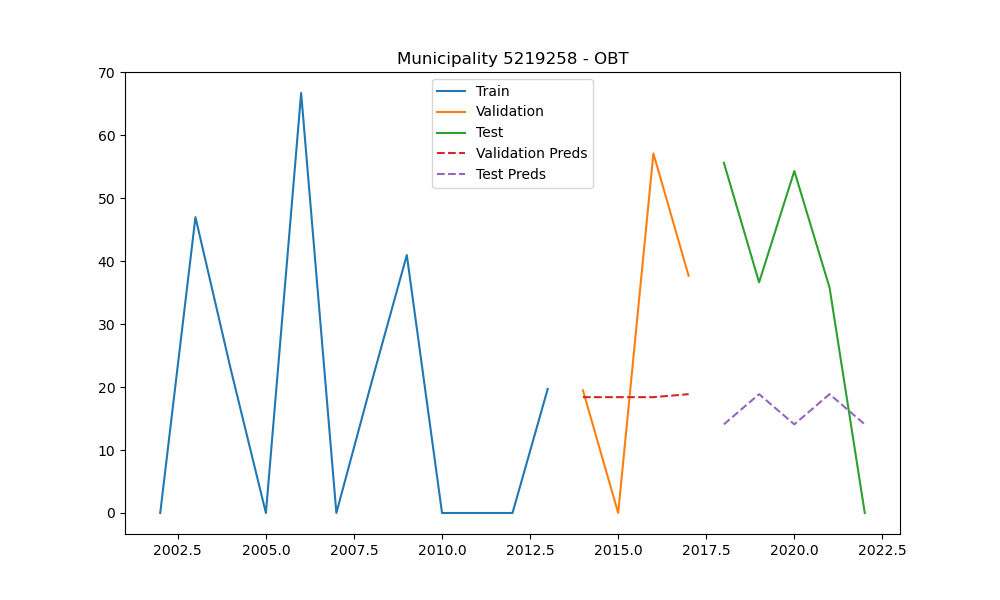 Municipality 5219258 - OBT
70
60
50
40
30
20
10
0
Train
Validation
Test
Validation Preds
Test Preds
2002.5 2005.0 2007.5 2010.0 2012.5 2015.0 2017.5 2020.0 2022.5